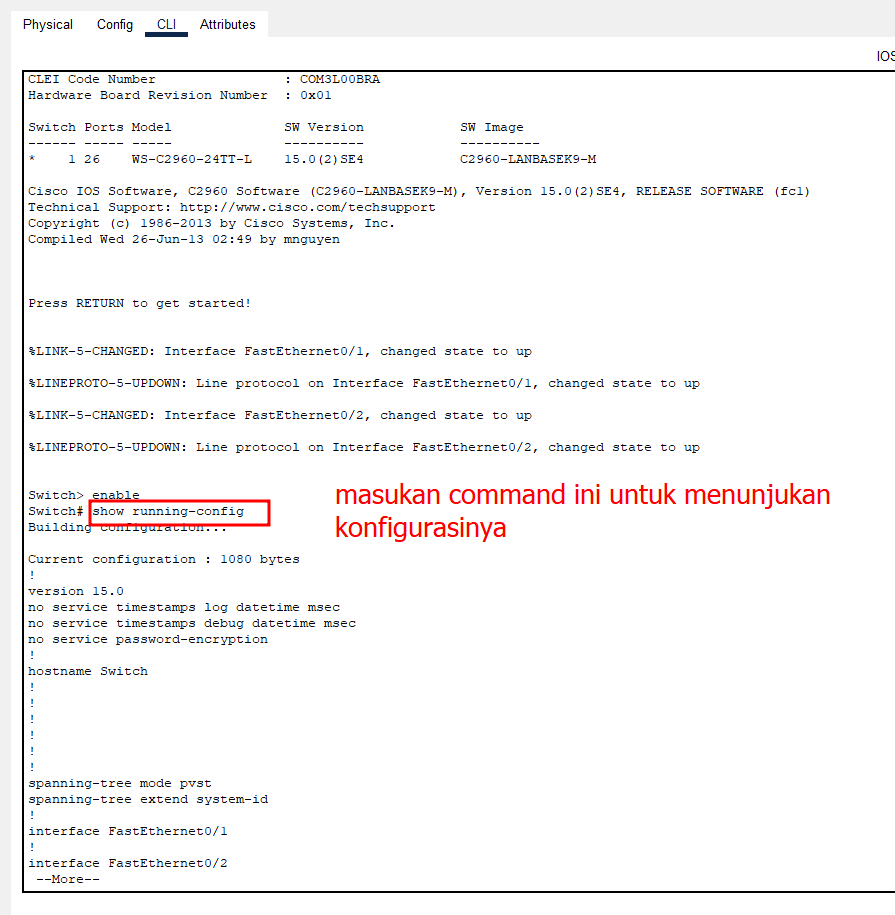 Physical Config CLI Attributes
IOS
CLEI Code Number : COM3L00BRA
Hardware Board Revision Number : 0x01
Switch Ports Model SW Version SW Image
------ ----- ----- ---------- ----------
* 1 26 WS-C2960-24TT-L 15.0(2)SE4 C2960-LANBASEK9-M
Cisco IOS Software, C2960 Software (C2960-LANBASEK9-M), Version 15.0(2)SE4, RELEASE SOFTWARE (fc1)
Technical Support: http://www.cisco.com/techsupport
Copyright (c) 1986-2013 by Cisco Systems, Inc.
Compiled Wed 26-Jun-13 02:49 by mnguyen
Press RETURN to get started!
%LINK-5-CHANGED: Interface FastEthernet0/1, changed state to up
%LINEPROTO-5-UPDOWN: Line protocol on Interface FastEthernet0/1, changed state to up
%LINK-5-CHANGED: Interface FastEthernet0/2, changed state to up
%LINEPROTO-5-UPDOWN: Line protocol on Interface FastEthernet0/2, changed state to up
Switch> enable
Switch# show running-config
Building configuration...
masukan command ini untuk menunjukan
konfigurasinya
Current configuration : 1080 bytes
!
version 15.0
no service timestamps log datetime msec
no service timestamps debug datetime msec
no service password-encryption
!
hostname Switch
!
!
!
!
!
!
spanning-tree mode pvst
spanning-tree extend system-id
!
interface FastEthernet0/1
!
interface FastEthernet0/2
--More--